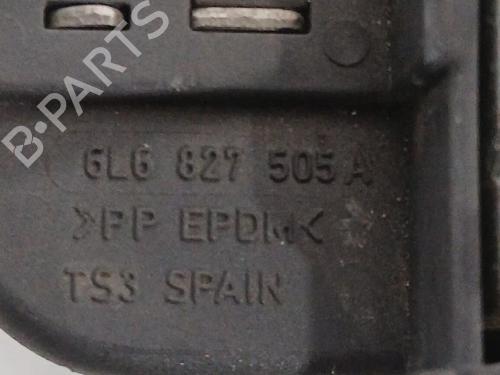 B-PARTS
6L6 827 505 A
>PP EPDM<
TS3 SPAIN